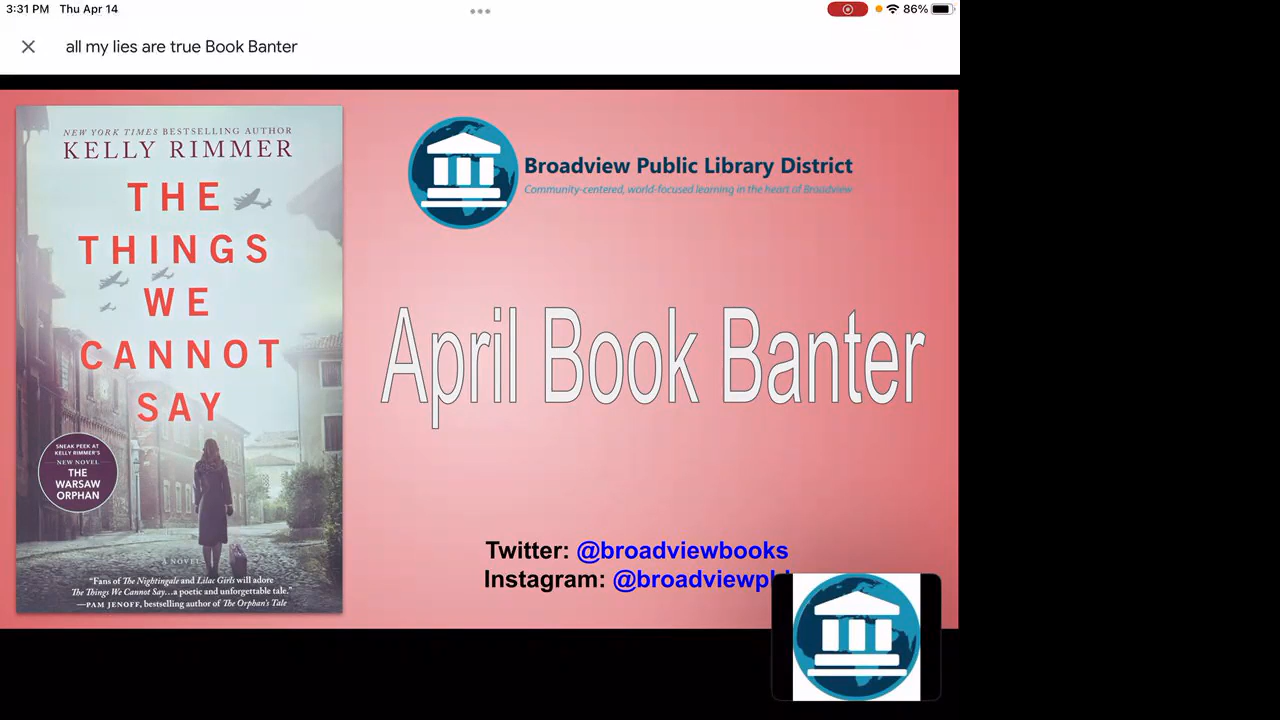 3:31 PM Thu Apr 14
86%
all my lies are true Book Banter
NEW YORK TIMES BESTSELLING AUTHOR
KELLY RIMMER
THE
THINGS
WE
CANNOT
SAY
SNEAK PEEK AT
KELLY RIMMER'S
NEW NOVEL
THE
WARSAW
ORPHAN
A NOVEL
"Fans of The Nightingale and Lilac Girls will adore
The Things We Cannot Say...a poetic and unforgettable tale."
—PAM JENOFF, bestselling author of The Orphan's Tale
Broadview Public Library District
Community-centered, world-focused learning in the heart of Broadview
April Book Banter
Twitter: @broadviewbooks
Instagram: